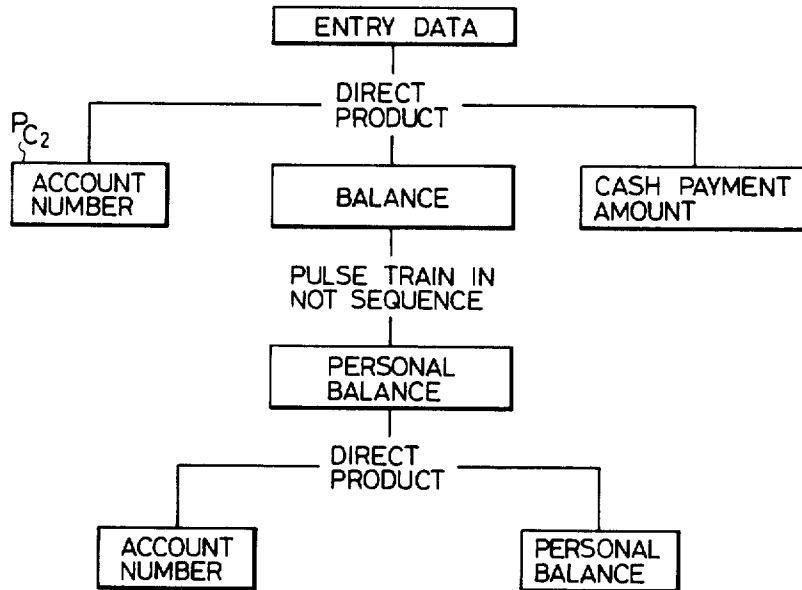 ENTRY DATA
DIRECT
PRODUCT
PC2
ACCOUNT
NUMBER
BALANCE
CASH PAYMENT
AMOUNT
PULSE TRAIN IN
NOT SEQUENCE
PERSONAL
BALANCE
DIRECT
PRODUCT
ACCOUNT
NUMBER
PERSONAL
BALANCE